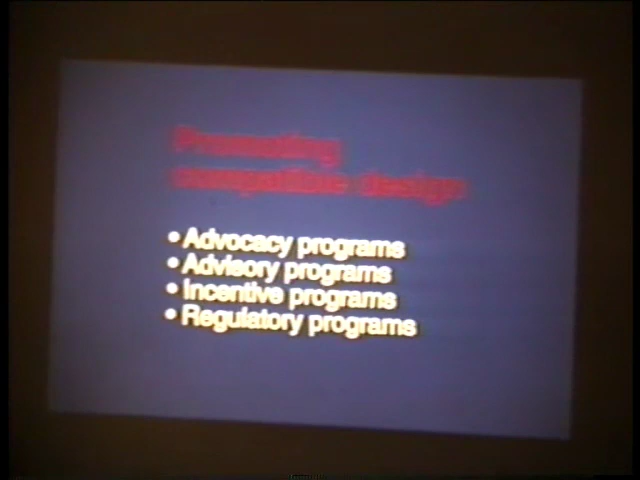 Promoting
compatible design
• Advocacy programs
• Advisory programs
• Incentive programs
• Regulatory programs